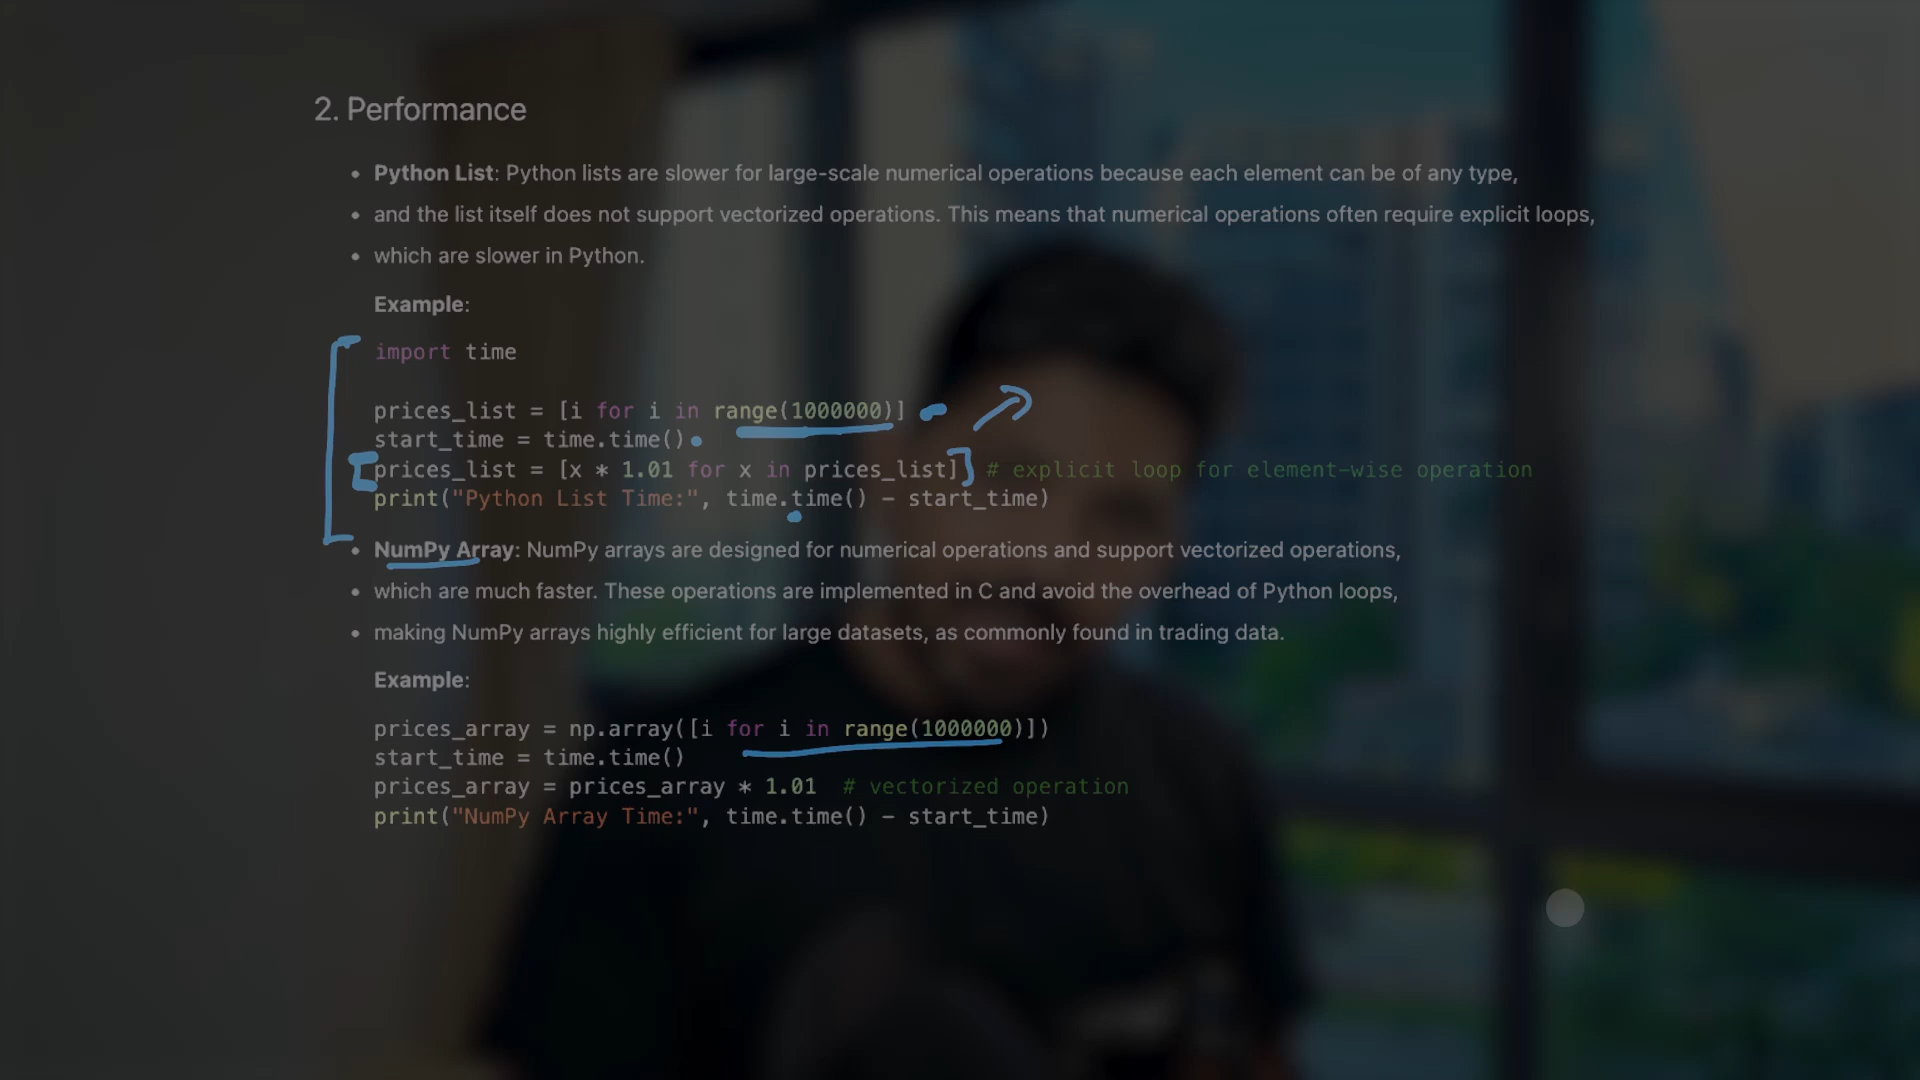 2. Performance
• Python List: Python lists are slower for large-scale numerical operations because each element can be of any type,
• and the list itself does not support vectorized operations. This means that numerical operations often require explicit loops,
• which are slower in Python.
Example:
import time
prices_list = [i for i in range(1000000)]
start_time = time.time()
prices_list = [x * 1.01 for x in prices_list] # explicit loop for element-wise operation
print("Python List Time:", time.time() - start_time)
• NumPy Array: NumPy arrays are designed for numerical operations and support vectorized operations,
• which are much faster. These operations are implemented in C and avoid the overhead of Python loops,
• making NumPy arrays highly efficient for large datasets, as commonly found in trading data.
Example:
prices_array = np.array([i for i in range(1000000)])
start_time = time.time()
prices_array = prices_array * 1.01  # vectorized operation
print("NumPy Array Time:", time.time() - start_time)